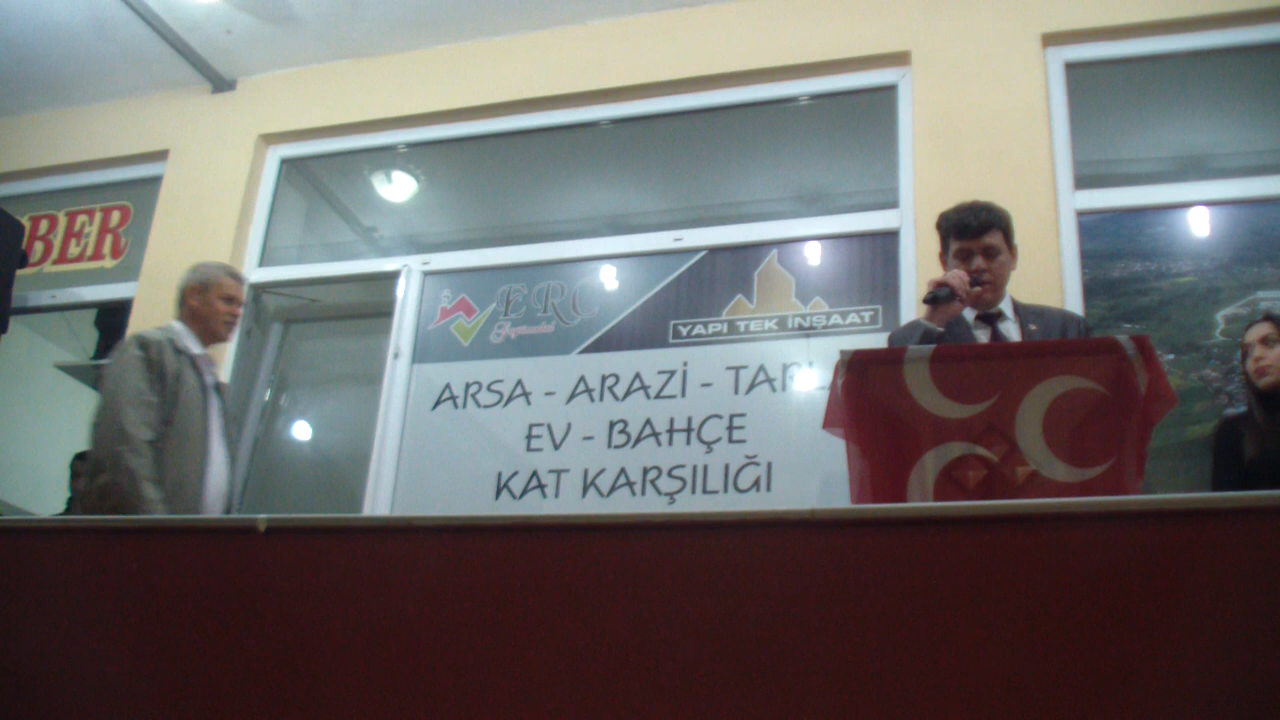 BER
ERC
YAPI TEK İNŞAAT
ARSA - ARAZİ -
EV - BAHÇE
KAT KARŞILIĞI